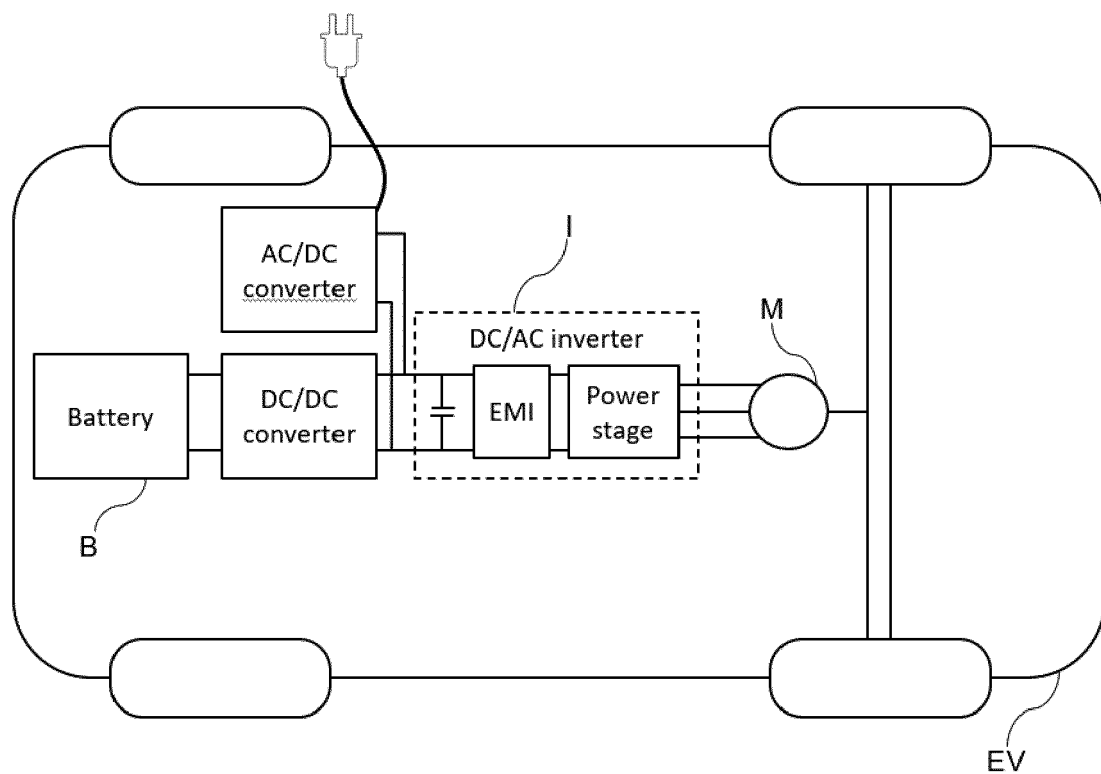 AC/DC
converter
I
DC/AC inverter
M
Battery
DC/DC
converter
EMI
Power
stage
B
EV